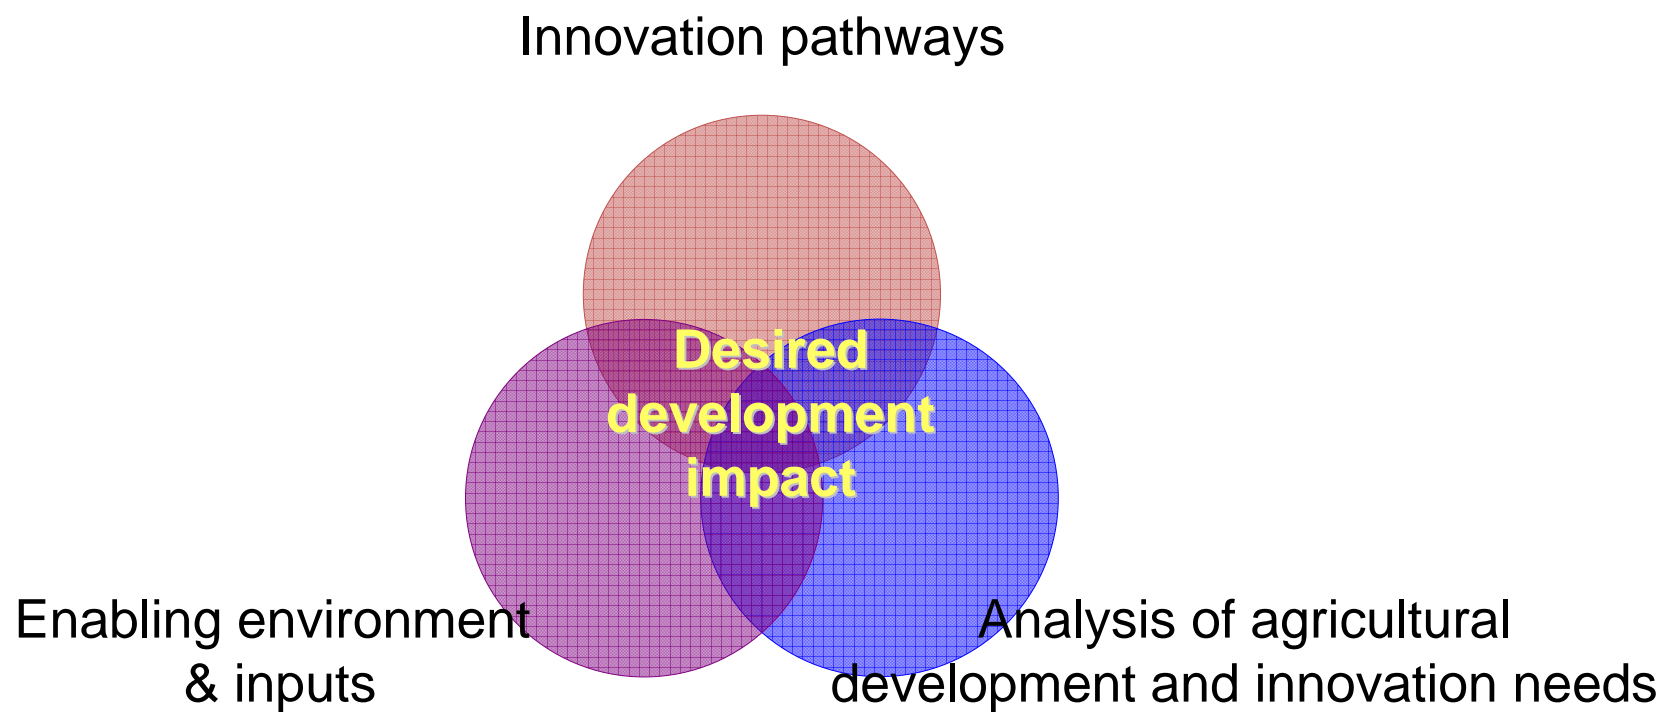 Innovation pathways
Desired
development
impact
Enabling environment
& inputs
Analysis of agricultural
development and innovation needs